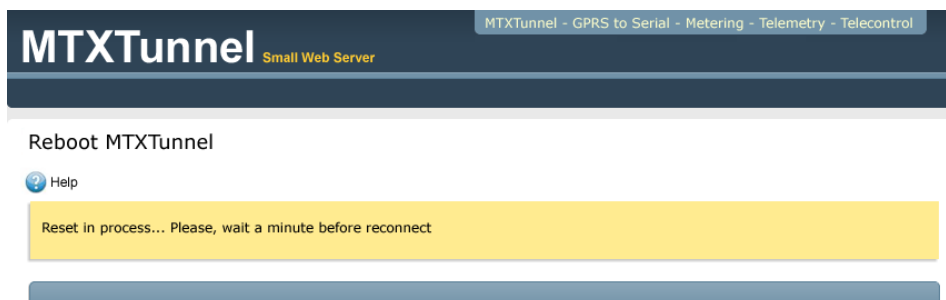 MTXTunnel - GPRS to Serial - Metering - Telemetry - Telecontrol
MTXTunnel Small Web Server
Reboot MTXTunnel
Help
Reset in process... Please, wait a minute before reconnect